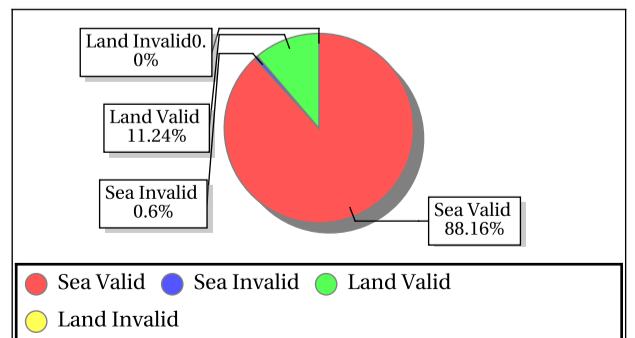 Land Invalid0.
0%
Land Valid
11.24%
Sea Invalid
0.6%
Sea Valid
88.16%
Sea Valid Sea Invalid Land Valid
Land Invalid